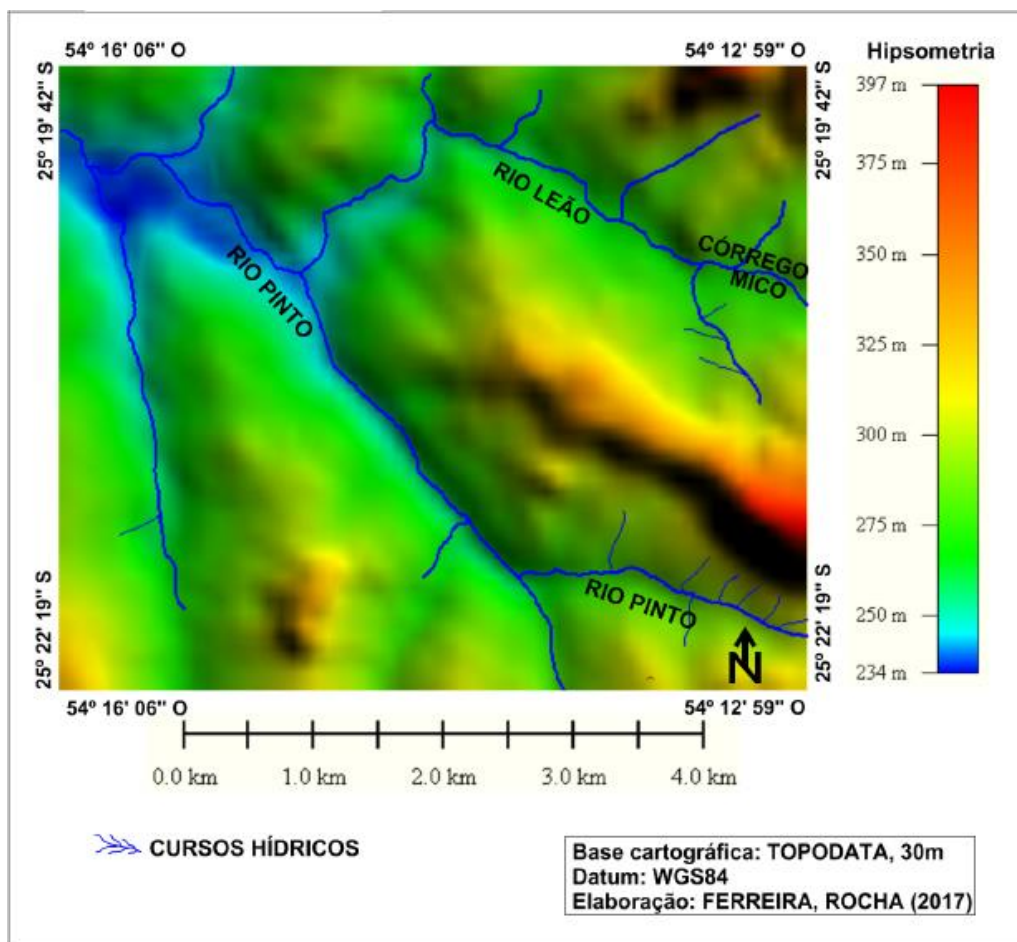 54º 16' 06" O
54º 12' 59" O
Hipsometria
25º 19' 42" S
25º 19' 42" S
397 m
375 m
350 m
325 m
300 m
275 m
250 m
234 m
RIO LEÃO
CÓRREGO
MICO
RIO PINTO
RIO PINTO
N
25º 22' 19" S
25º 22' 19" S
54º 16' 06" O
54º 12' 59" O
0.0 km
1.0 km
2.0 km
3.0 km
4.0 km
CURSOS HÍDRICOS
Base cartográfica: TOPODATA, 30m
Datum: WGS84
Elaboração: FERREIRA, ROCHA (2017)